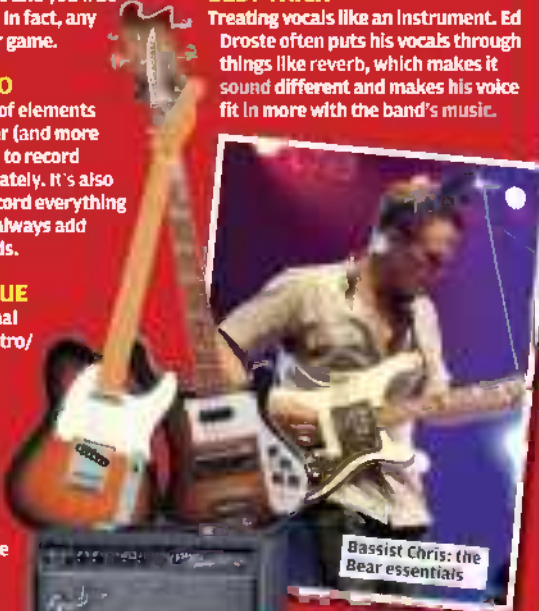 In fact, any
game.
O
of elements
(and more
to record
ately. It's also
cord everything
always add
ds.
UE
nal
tro/
e
Treating vocals like an instrument. Ed
Droste often puts his vocals through
things like reverb, which makes it
sound different and makes his voice
fit in more with the band's music.
Bassist Chris: the
Bear essentials